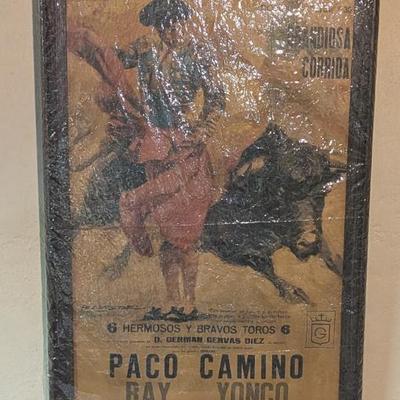 GRANDIOSA
CORRIDA
6 HERMOSOS Y BRAVOS TOROS 6
D. GERMAN GERVAS DIEZ
G
PACO CAMINO
RAY YONCO